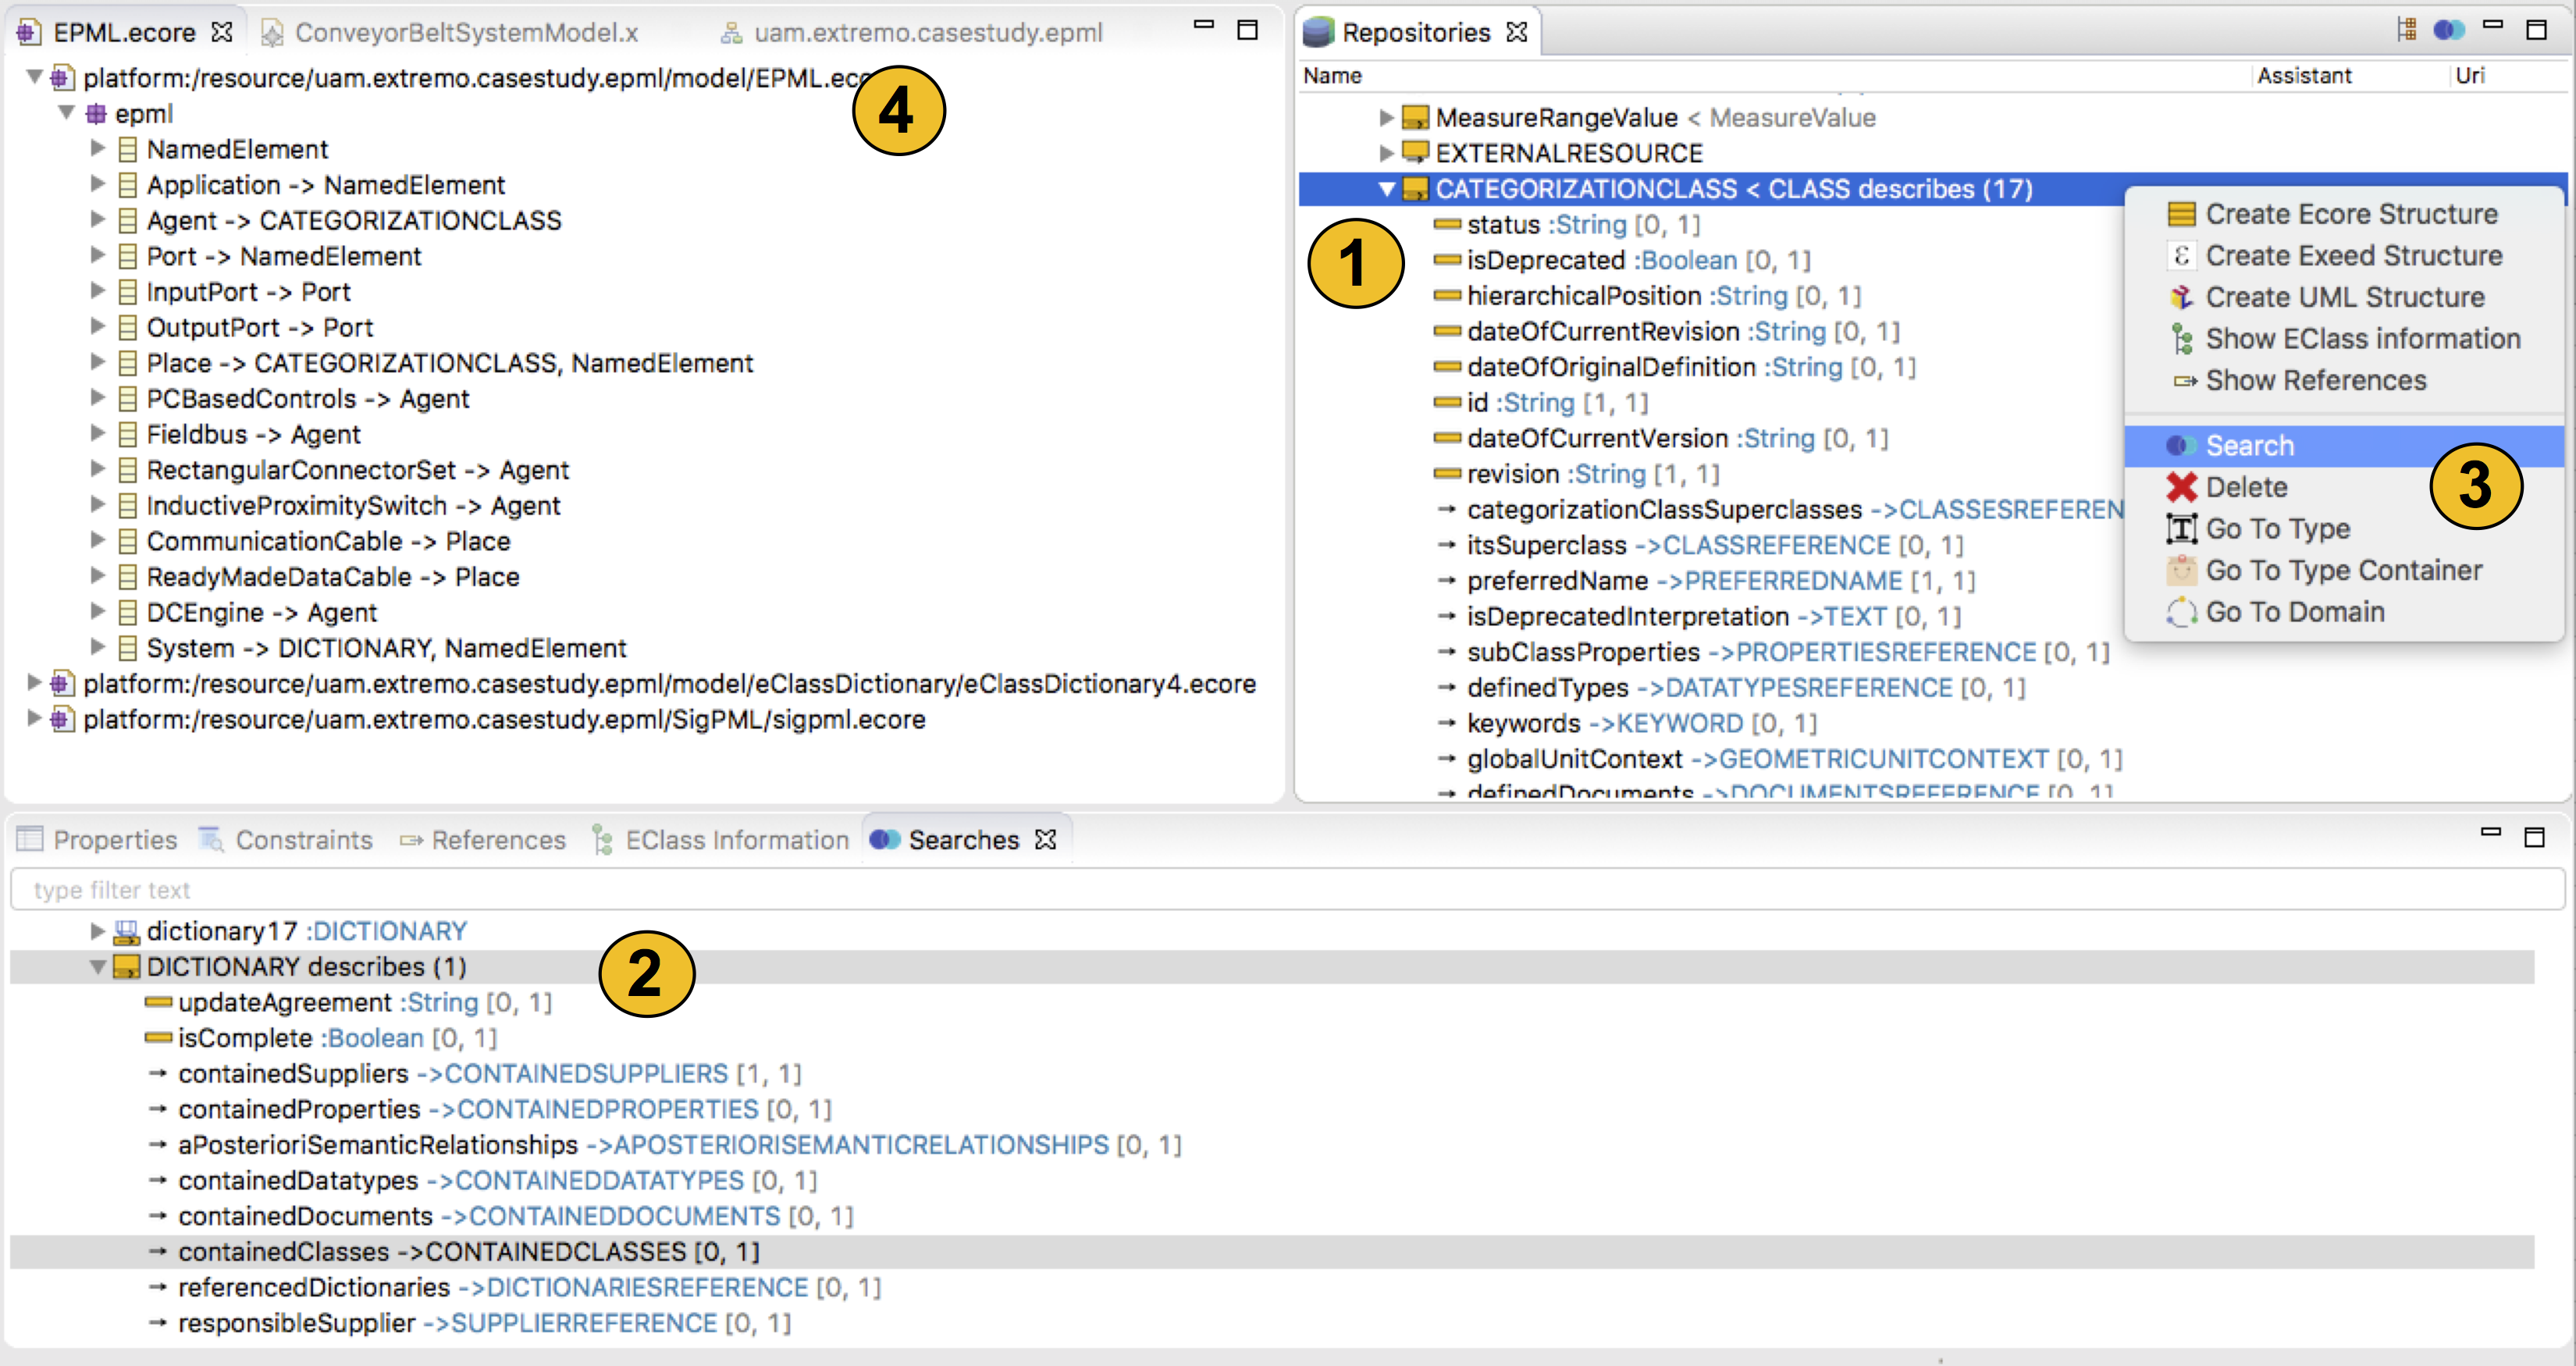 EPML.ecore
ConveyorBeltSystemModel.x
uam.extremo.casestudy.epml
platform:/resource/uam.extremo.casestudy.epml/model/EPML.ecore
4
epml
NamedElement
Application -> NamedElement
Agent -> CATEGORIZATIONCLASS
Port -> NamedElement
InputPort -> Port
OutputPort -> Port
Place -> CATEGORIZATIONCLASS, NamedElement
PCBasedControls -> Agent
Fieldbus -> Agent
RectangularConnectorSet -> Agent
InductiveProximitySwitch -> Agent
CommunicationCable -> Place
ReadyMadeDataCable -> Place
DCEngine -> Agent
System -> DICTIONARY, NamedElement
platform:/resource/uam.extremo.casestudy.epml/model/eClassDictionary/eClassDictionary4.ecore
platform:/resource/uam.extremo.casestudy.epml/SigPML/sigpml.ecore
Repositories
Name Assistant Uri
MeasureRangeValue < MeasureValue
EXTERNALRESOURCE
CATEGORIZATIONCLASS < CLASS describes (17)
1
status :String [0, 1]
isDeprecated :Boolean [0, 1]
hierarchicalPosition :String [0, 1]
dateOfCurrentRevision :String [0, 1]
dateOfOriginalDefinition :String [0, 1]
id :String [1, 1]
dateOfCurrentVersion :String [0, 1]
revision :String [1, 1]
categorizationClassSuperclasses ->CLASSESREFEREN
itsSuperclass ->CLASSREFERENCE [0, 1]
preferredName ->PREFERREDNAME [1, 1]
isDeprecatedInterpretation ->TEXT [0, 1]
subClassProperties ->PROPERTIESREFERENCE [0, 1]
definedTypes ->DATATYPESREFERENCE [0, 1]
keywords ->KEYWORD [0, 1]
globalUnitContext ->GEOMETRICUNITCONTEXT [0, 1]
definedDocuments ->DOCUMENTSREFERENCE [0, 1]
Create Ecore Structure
Create Exeed Structure
Create UML Structure
Show EClass information
Show References
Search
3
Delete
Go To Type
Go To Type Container
Go To Domain
Properties
Constraints
References
EClass Information
Searches
type filter text
dictionary17 :DICTIONARY
DICTIONARY describes (1)
2
updateAgreement :String [0, 1]
isComplete :Boolean [0, 1]
containedSuppliers ->CONTAINEDSUPPLIERS [1, 1]
containedProperties ->CONTAINEDPROPERTIES [0, 1]
aPosterioriSemanticRelationships ->APOSTERIORISEMANTICRELATIONSHIPS [0, 1]
containedDatatypes ->CONTAINEDDATATYPES [0, 1]
containedDocuments ->CONTAINEDDOCUMENTS [0, 1]
containedClasses ->CONTAINEDCLASSES [0, 1]
referencedDictionaries ->DICTIONARIESREFERENCE [0, 1]
responsibleSupplier ->SUPPLIERREFERENCE [0, 1]